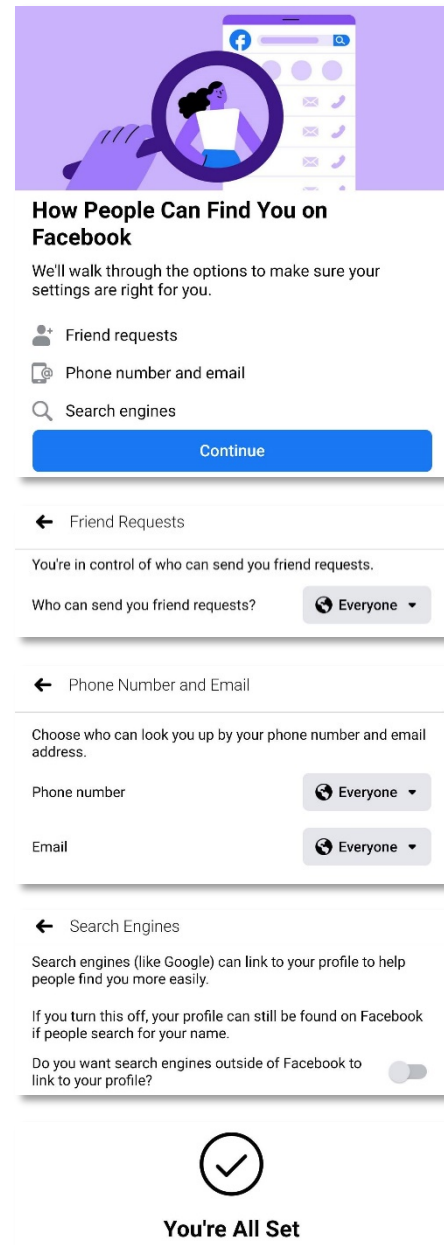 How People Can Find You on
Facebook
We'll walk through the options to make sure your
settings are right for you.
Friend requests
Phone number and email
Search engines
Continue
Friend Requests
You're in control of who can send you friend requests.
Who can send you friend requests? Everyone
Phone Number and Email
Choose who can look you up by your phone number and email
address.
Phone number Everyone
Email Everyone
Search Engines
Search engines (like Google) can link to your profile to help
people find you more easily.
If you turn this off, your profile can still be found on Facebook
if people search for your name.
Do you want search engines outside of Facebook to
link to your profile?
You're All Set